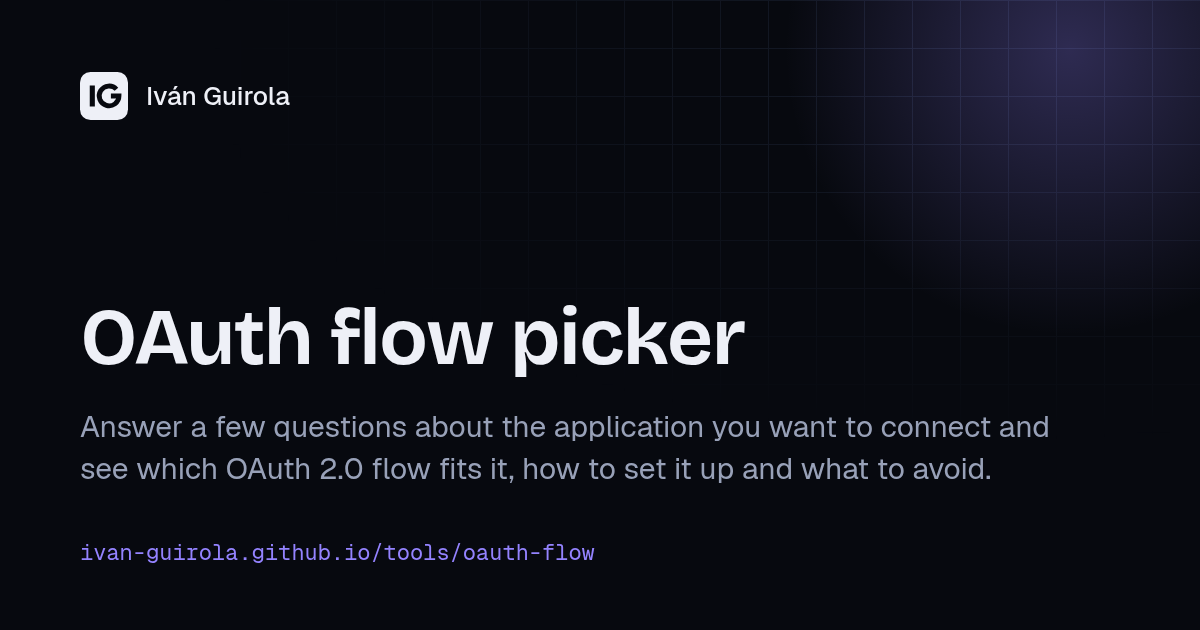 IG Iván Guirola
OAuth flow picker
Answer a few questions about the application you want to connect and
see which OAuth 2.0 flow fits it, how to set it up and what to avoid.
ivan-guirola.github.io/tools/oauth-flow